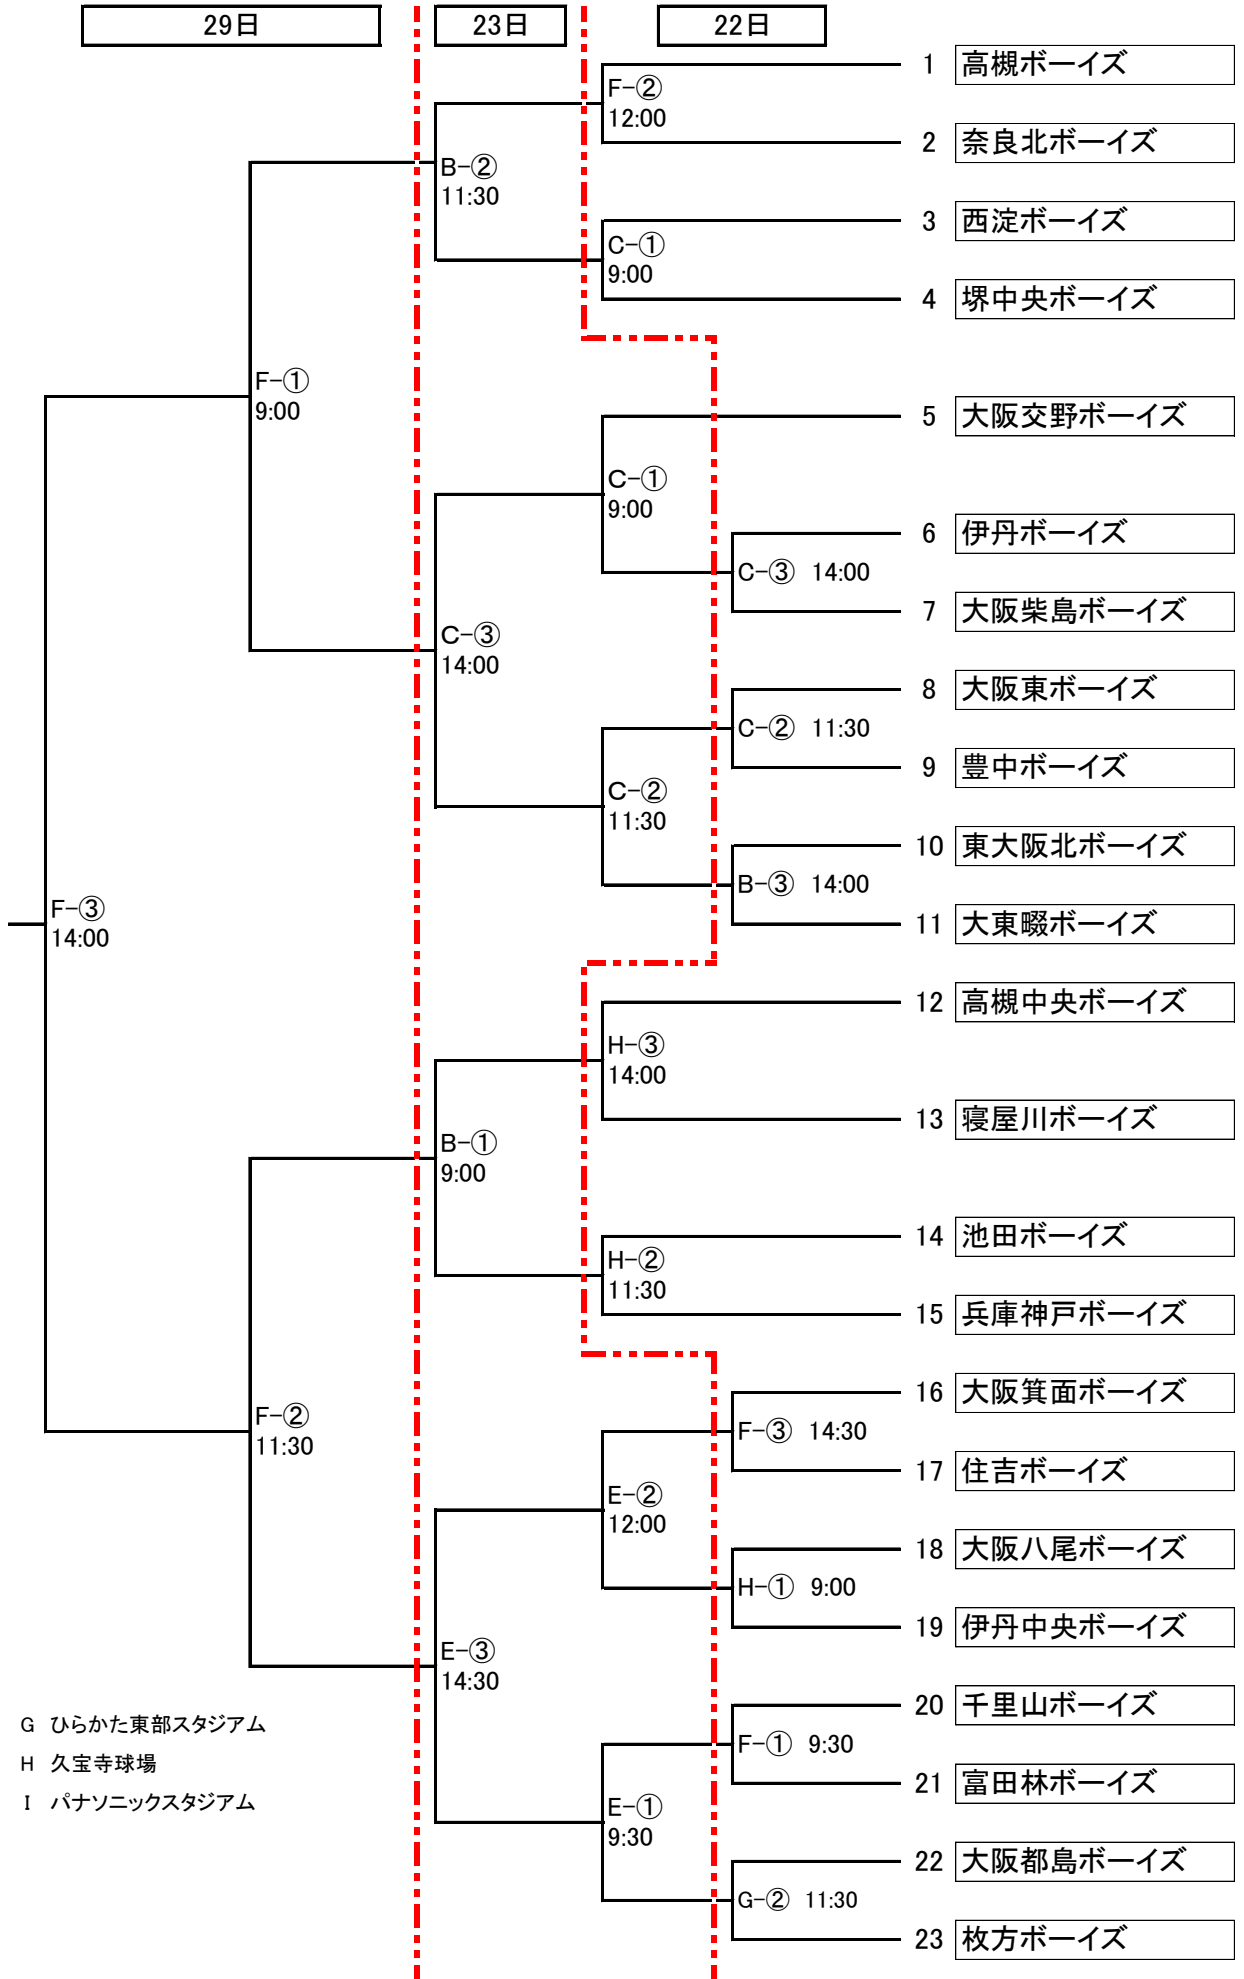 29日
23日
22日
1 高槻ボーイズ
F-②
12:00
2 奈良北ボーイズ
B-②
11:30
3 西淀ボーイズ
C-①
9:00
4 堺中央ボーイズ
F-①
9:00
5 大阪交野ボーイズ
C-①
9:00
6 伊丹ボーイズ
C-③ 14:00
7 大阪柴島ボーイズ
C-③
14:00
8 大阪東ボーイズ
C-② 11:30
9 豊中ボーイズ
C-②
11:30
10 東大阪北ボーイズ
B-③ 14:00
11 大東畷ボーイズ
F-③
14:00
12 高槻中央ボーイズ
H-③
14:00
13 寝屋川ボーイズ
B-①
9:00
14 池田ボーイズ
H-②
11:30
15 兵庫神戸ボーイズ
16 大阪箕面ボーイズ
F-②
11:30
F-③ 14:30
17 住吉ボーイズ
E-②
12:00
18 大阪八尾ボーイズ
H-① 9:00
19 伊丹中央ボーイズ
E-③
14:30
20 千里山ボーイズ
F-① 9:30
21 富田林ボーイズ
E-①
9:30
22 大阪都島ボーイズ
G-② 11:30
23 枚方ボーイズ
G ひらかた東部スタジアム
H 久宝寺球場
I パナソニックスタジアム